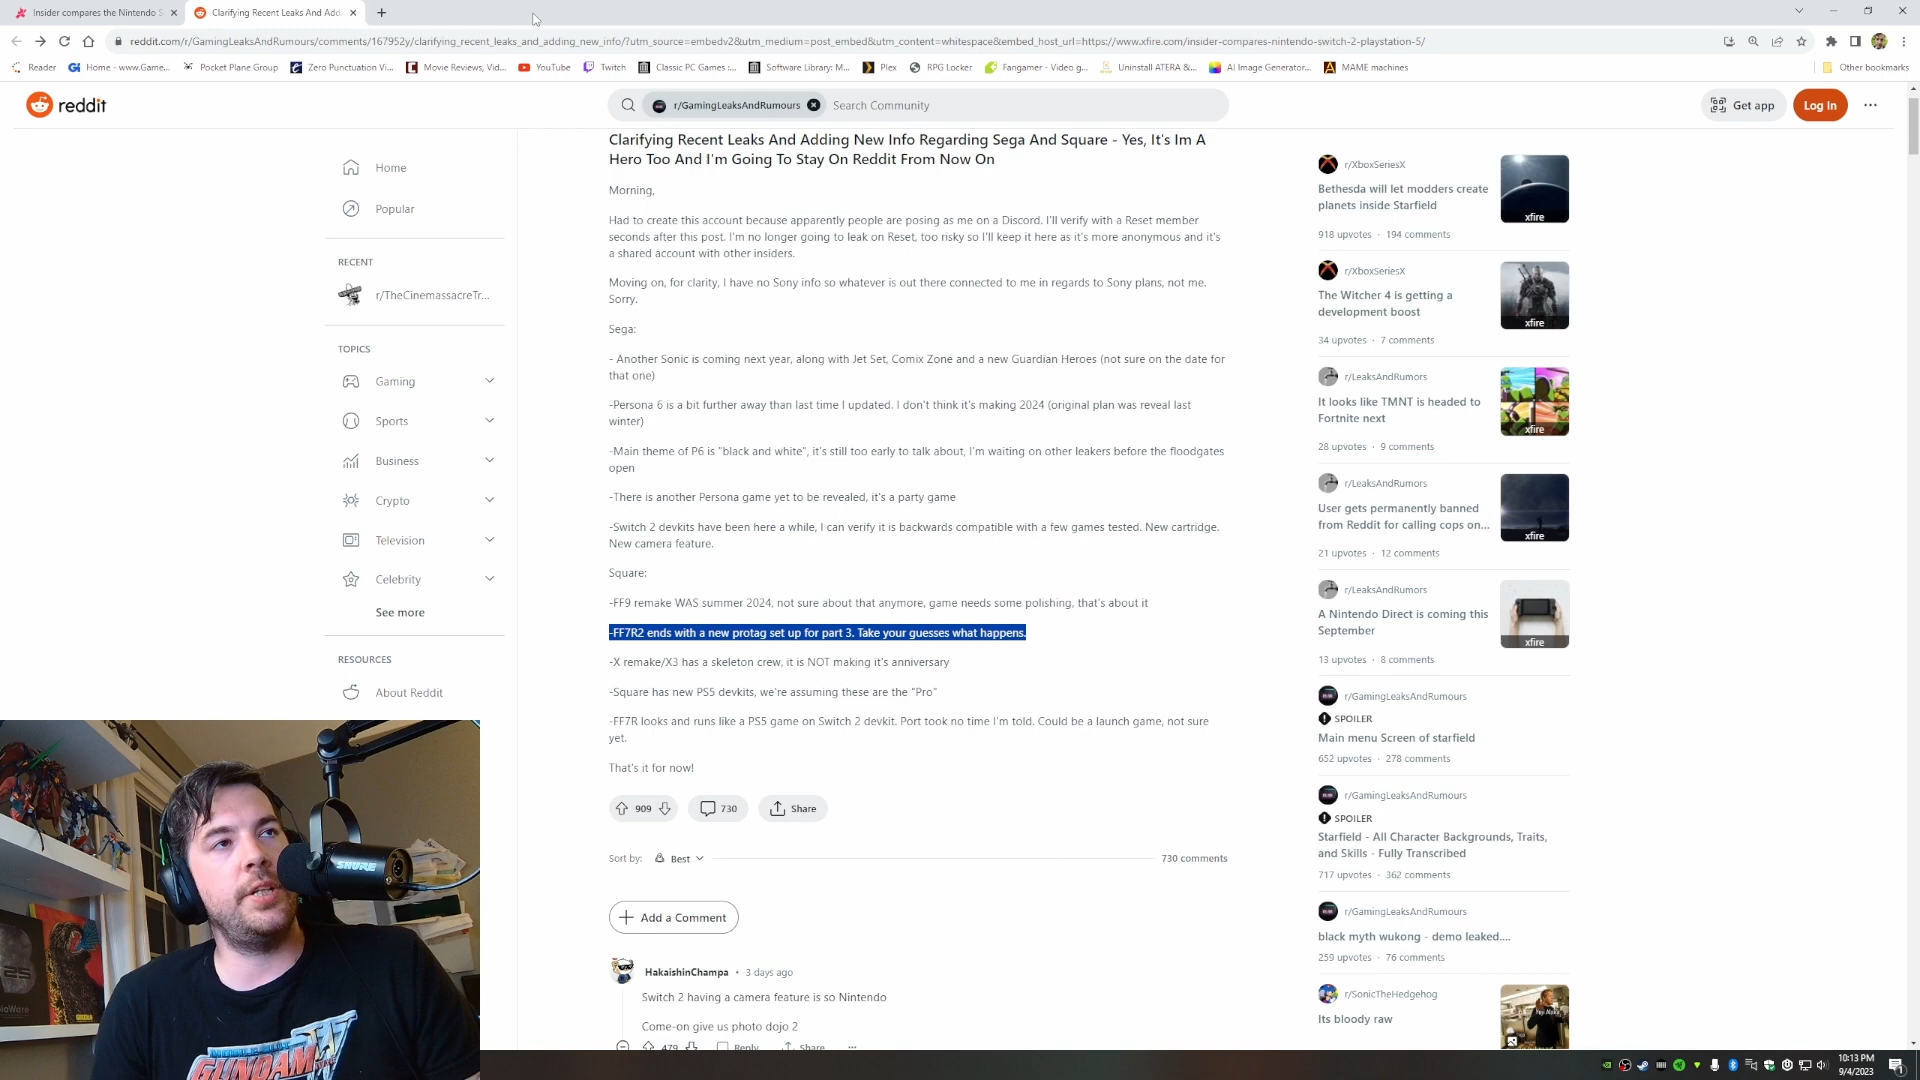 Insider compares the Nintendo S
Clarifying Recent Leaks And Add
reddit.com/r/GamingLeaksAndRumours/comments/167952y/clarifying_recent_leaks_and_adding_new_info/?utm_source=embedv2&utm_medium=post_embed&utm_content=whitespace&embed_host_url=https://www.xfire.com/insider-compares-nintendo-switch-2-playstation-5/
Reader
Home - www.Game...
Pocket Plane Group
Zero Punctuation Vi...
Movie Reviews, Vid...
YouTube
Twitch
Classic PC Games :...
Software Library: M...
Plex
RPG Locker
Fangamer - Video g...
Uninstall ATERA &...
AI Image Generator...
MAME machines
Other bookmarks
reddit
r/GamingLeaksAndRumours
Search Community
Get app
Log In
Home
Popular
RECENT
r/TheCinemassacreTr...
TOPICS
Gaming
Sports
Business
Crypto
Television
Celebrity
See more
RESOURCES
About Reddit
Clarifying Recent Leaks And Adding New Info Regarding Sega And Square - Yes, It's Im A
Hero Too And I'm Going To Stay On Reddit From Now On
Morning,
Had to create this account because apparently people are posing as me on a Discord. I'll verify with a Reset member
seconds after this post. I'm no longer going to leak on Reset, too risky so I'll keep it here as it's more anonymous and it's
a shared account with other insiders.
Moving on, for clarity, I have no Sony info so whatever is out there connected to me in regards to Sony plans, not me.
Sorry.
Sega:
- Another Sonic is coming next year, along with Jet Set, Comix Zone and a new Guardian Heroes (not sure on the date for
that one)
-Persona 6 is a bit further away than last time I updated. I don't think it's making 2024 (original plan was reveal last
winter)
-Main theme of P6 is "black and white", it's still too early to talk about, I'm waiting on other leakers before the floodgates
open
-There is another Persona game yet to be revealed, it's a party game
-Switch 2 devkits have been here a while, I can verify it is backwards compatible with a few games tested. New cartridge.
New camera feature.
Square:
-FF9 remake WAS summer 2024, not sure about that anymore, game needs some polishing, that's about it
-FF7R2 ends with a new protag set up for part 3. Take your guesses what happens.
-X remake/X3 has a skeleton crew, it is NOT making it's anniversary
-Square has new PS5 devkits, we're assuming these are the "Pro"
-FF7R looks and runs like a PS5 game on Switch 2 devkit. Port took no time I'm told. Could be a launch game, not sure
yet.
That's it for now!
909
730
Share
Sort by:
Best
730 comments
Add a Comment
HakaishinChampa • 3 days ago
Switch 2 having a camera feature is so Nintendo
Come-on give us photo dojo 2
479
Reply
Share
r/XboxSeriesX
Bethesda will let modders create
planets inside Starfield
xfire
918 upvotes · 194 comments
r/XboxSeriesX
The Witcher 4 is getting a
development boost
xfire
34 upvotes · 7 comments
r/LeaksAndRumors
It looks like TMNT is headed to
Fortnite next
xfire
28 upvotes · 9 comments
r/LeaksAndRumors
User gets permanently banned
from Reddit for calling cops on...
xfire
21 upvotes · 12 comments
r/LeaksAndRumors
A Nintendo Direct is coming this
September
xfire
13 upvotes · 8 comments
r/GamingLeaksAndRumours
SPOILER
Main menu Screen of starfield
652 upvotes · 278 comments
r/GamingLeaksAndRumours
SPOILER
Starfield - All Character Backgrounds, Traits,
and Skills - Fully Transcribed
717 upvotes · 362 comments
r/GamingLeaksAndRumours
black myth wukong - demo leaked....
259 upvotes · 76 comments
r/SonicTheHedgehog
Its bloody raw
SHURE
GUNDAM
10:13 PM
9/4/2023